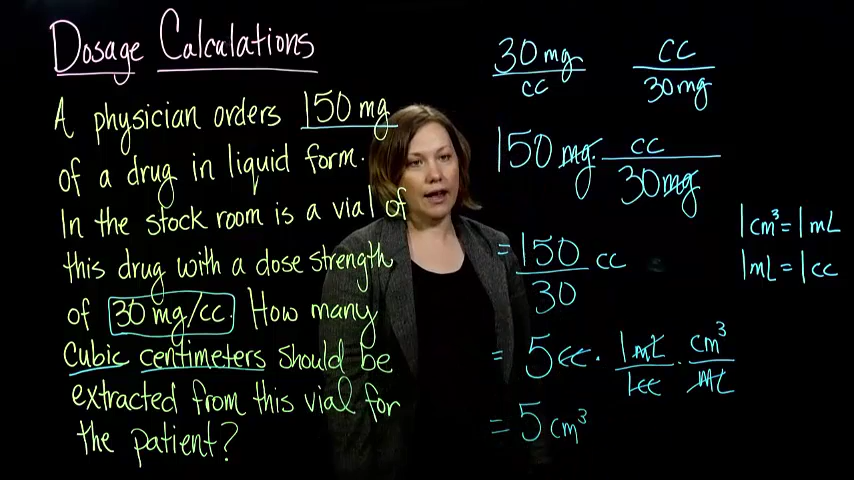 Dosage Calculations
A physician orders 150 mg
of a drug in liquid form.
In the stock room is a vial of
this drug with a dose strength
of 30 mg/cc. How many
Cubic centimeters should be
extracted from this vial for
the patient?
30 mg / cc    cc / 30 mg
150 mg · cc / 30 mg
= 150 / 30 cc
= 5 cc · 1 mL / 1 cc · cm³ / mL
= 5 cm³
1 cm³ = 1 mL
1 mL = 1 cc